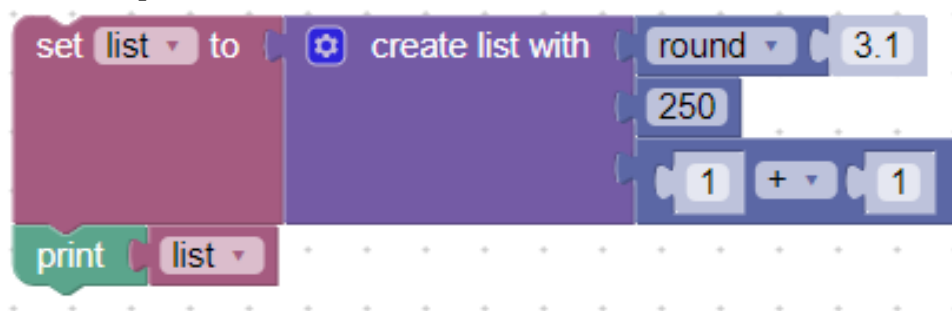 set list to create list with round 3.1
250
1 + 1
print list